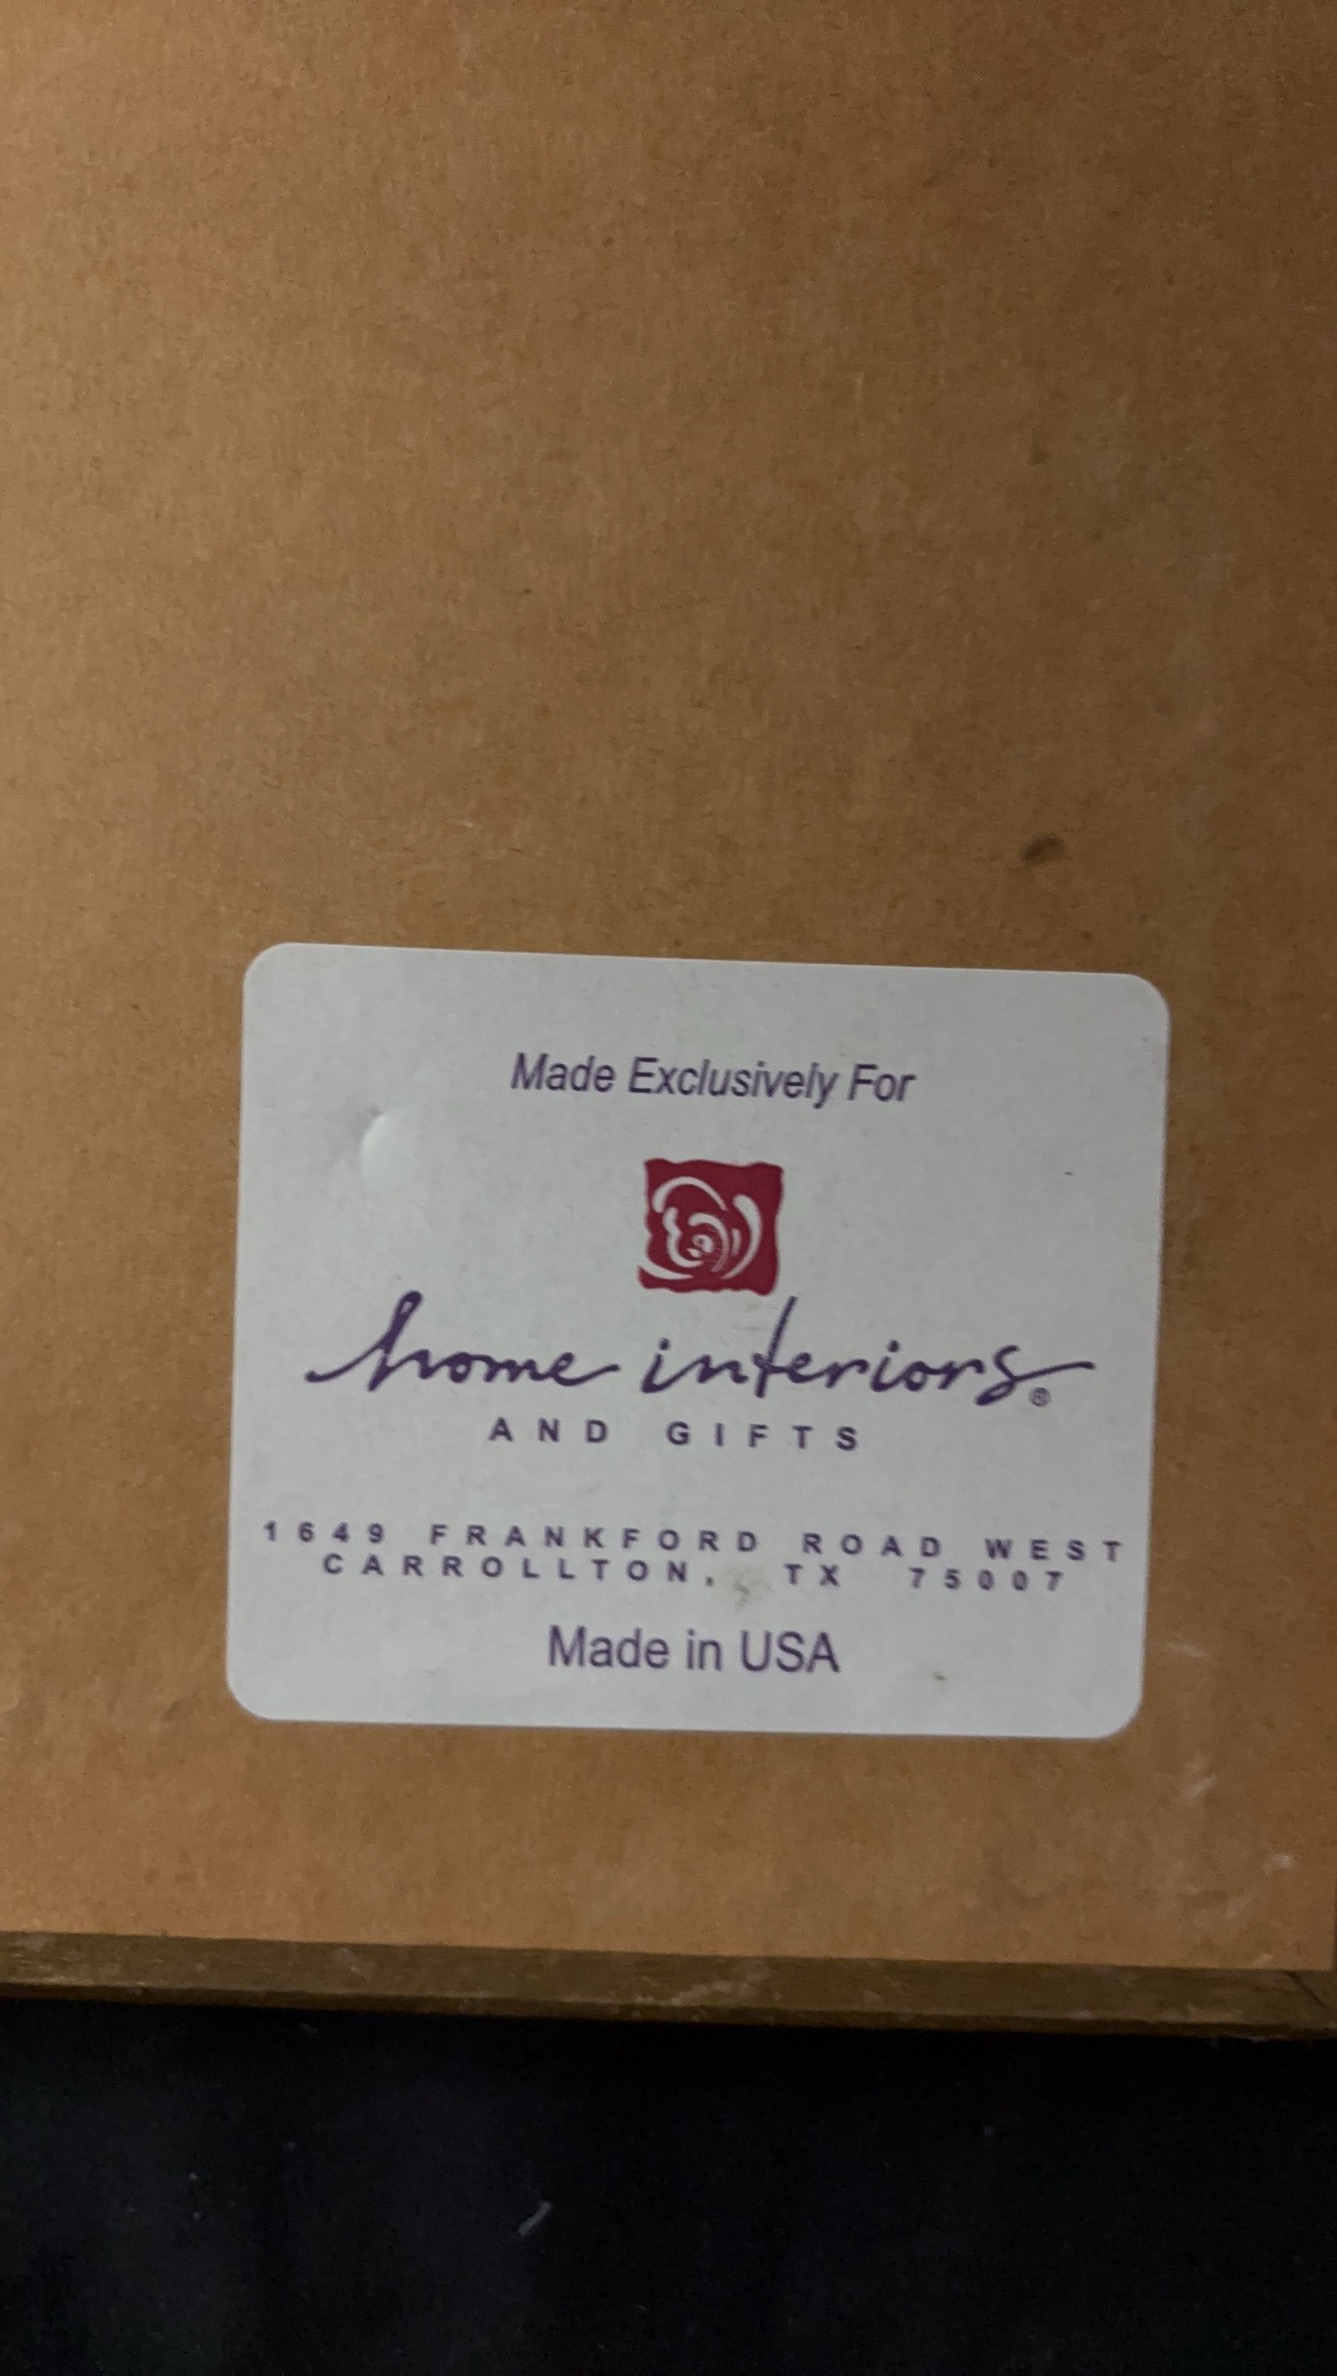 Made Exclusively For
home interiors®
AND GIFTS
1649 FRANKFORD ROAD WEST
CARROLLTON, TX 75007
Made in USA